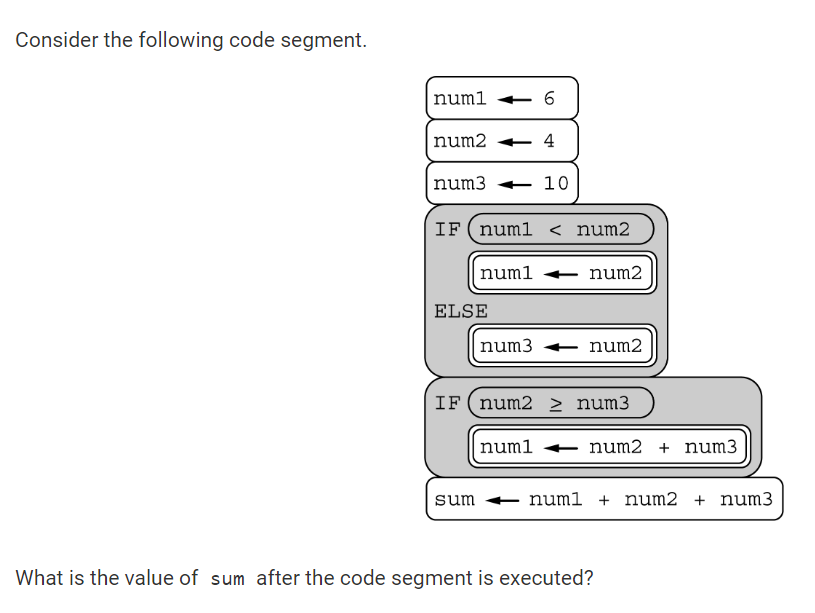 Consider the following code segment.
num1 ← 6
num2 ← 4
num3 ← 10
IF num1 < num2
num1 ← num2
ELSE
num3 ← num2
IF num2 ≥ num3
num1 ← num2 + num3
sum ← num1 + num2 + num3
What is the value of sum after the code segment is executed?